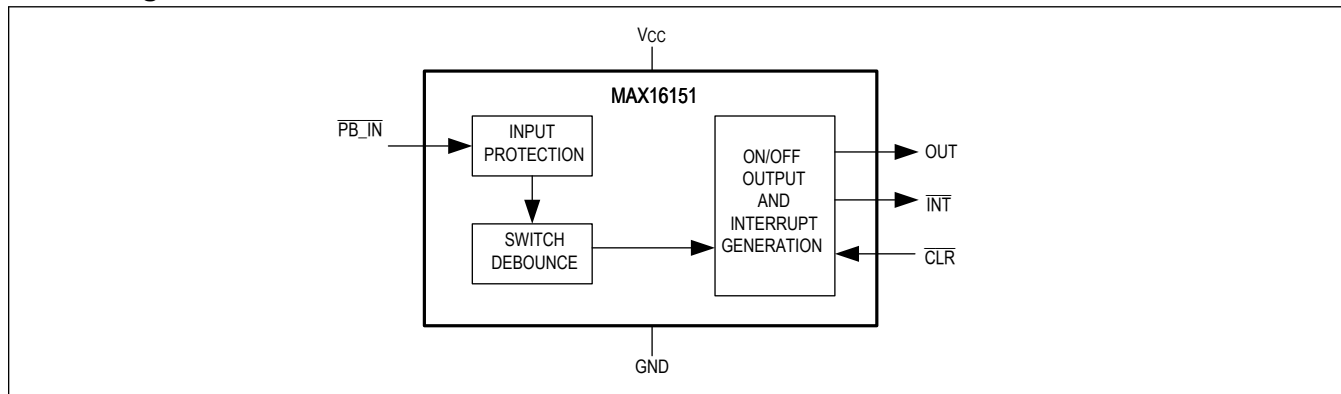 Vcc
MAX16151
PB_IN
INPUT
PROTECTION
SWITCH
DEBOUNCE
ON/OFF
OUTPUT
AND
INTERRUPT
GENERATION
OUT
INT
CLR
GND